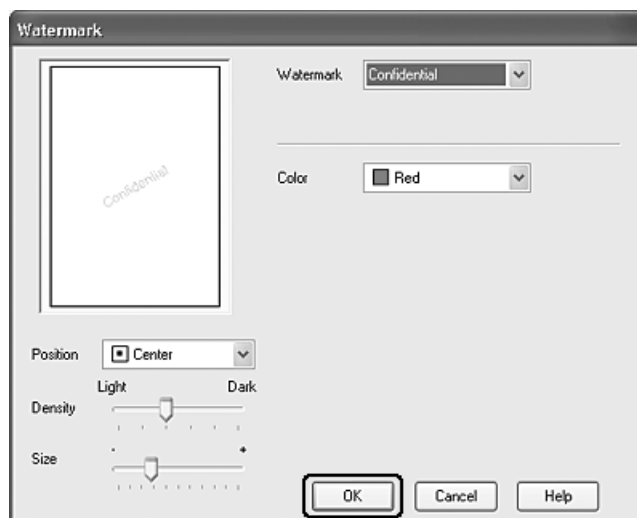 Watermark
Watermark Confidential
Confidential
Color Red
Position Center
Light Dark
Density
- +
Size
OK Cancel Help